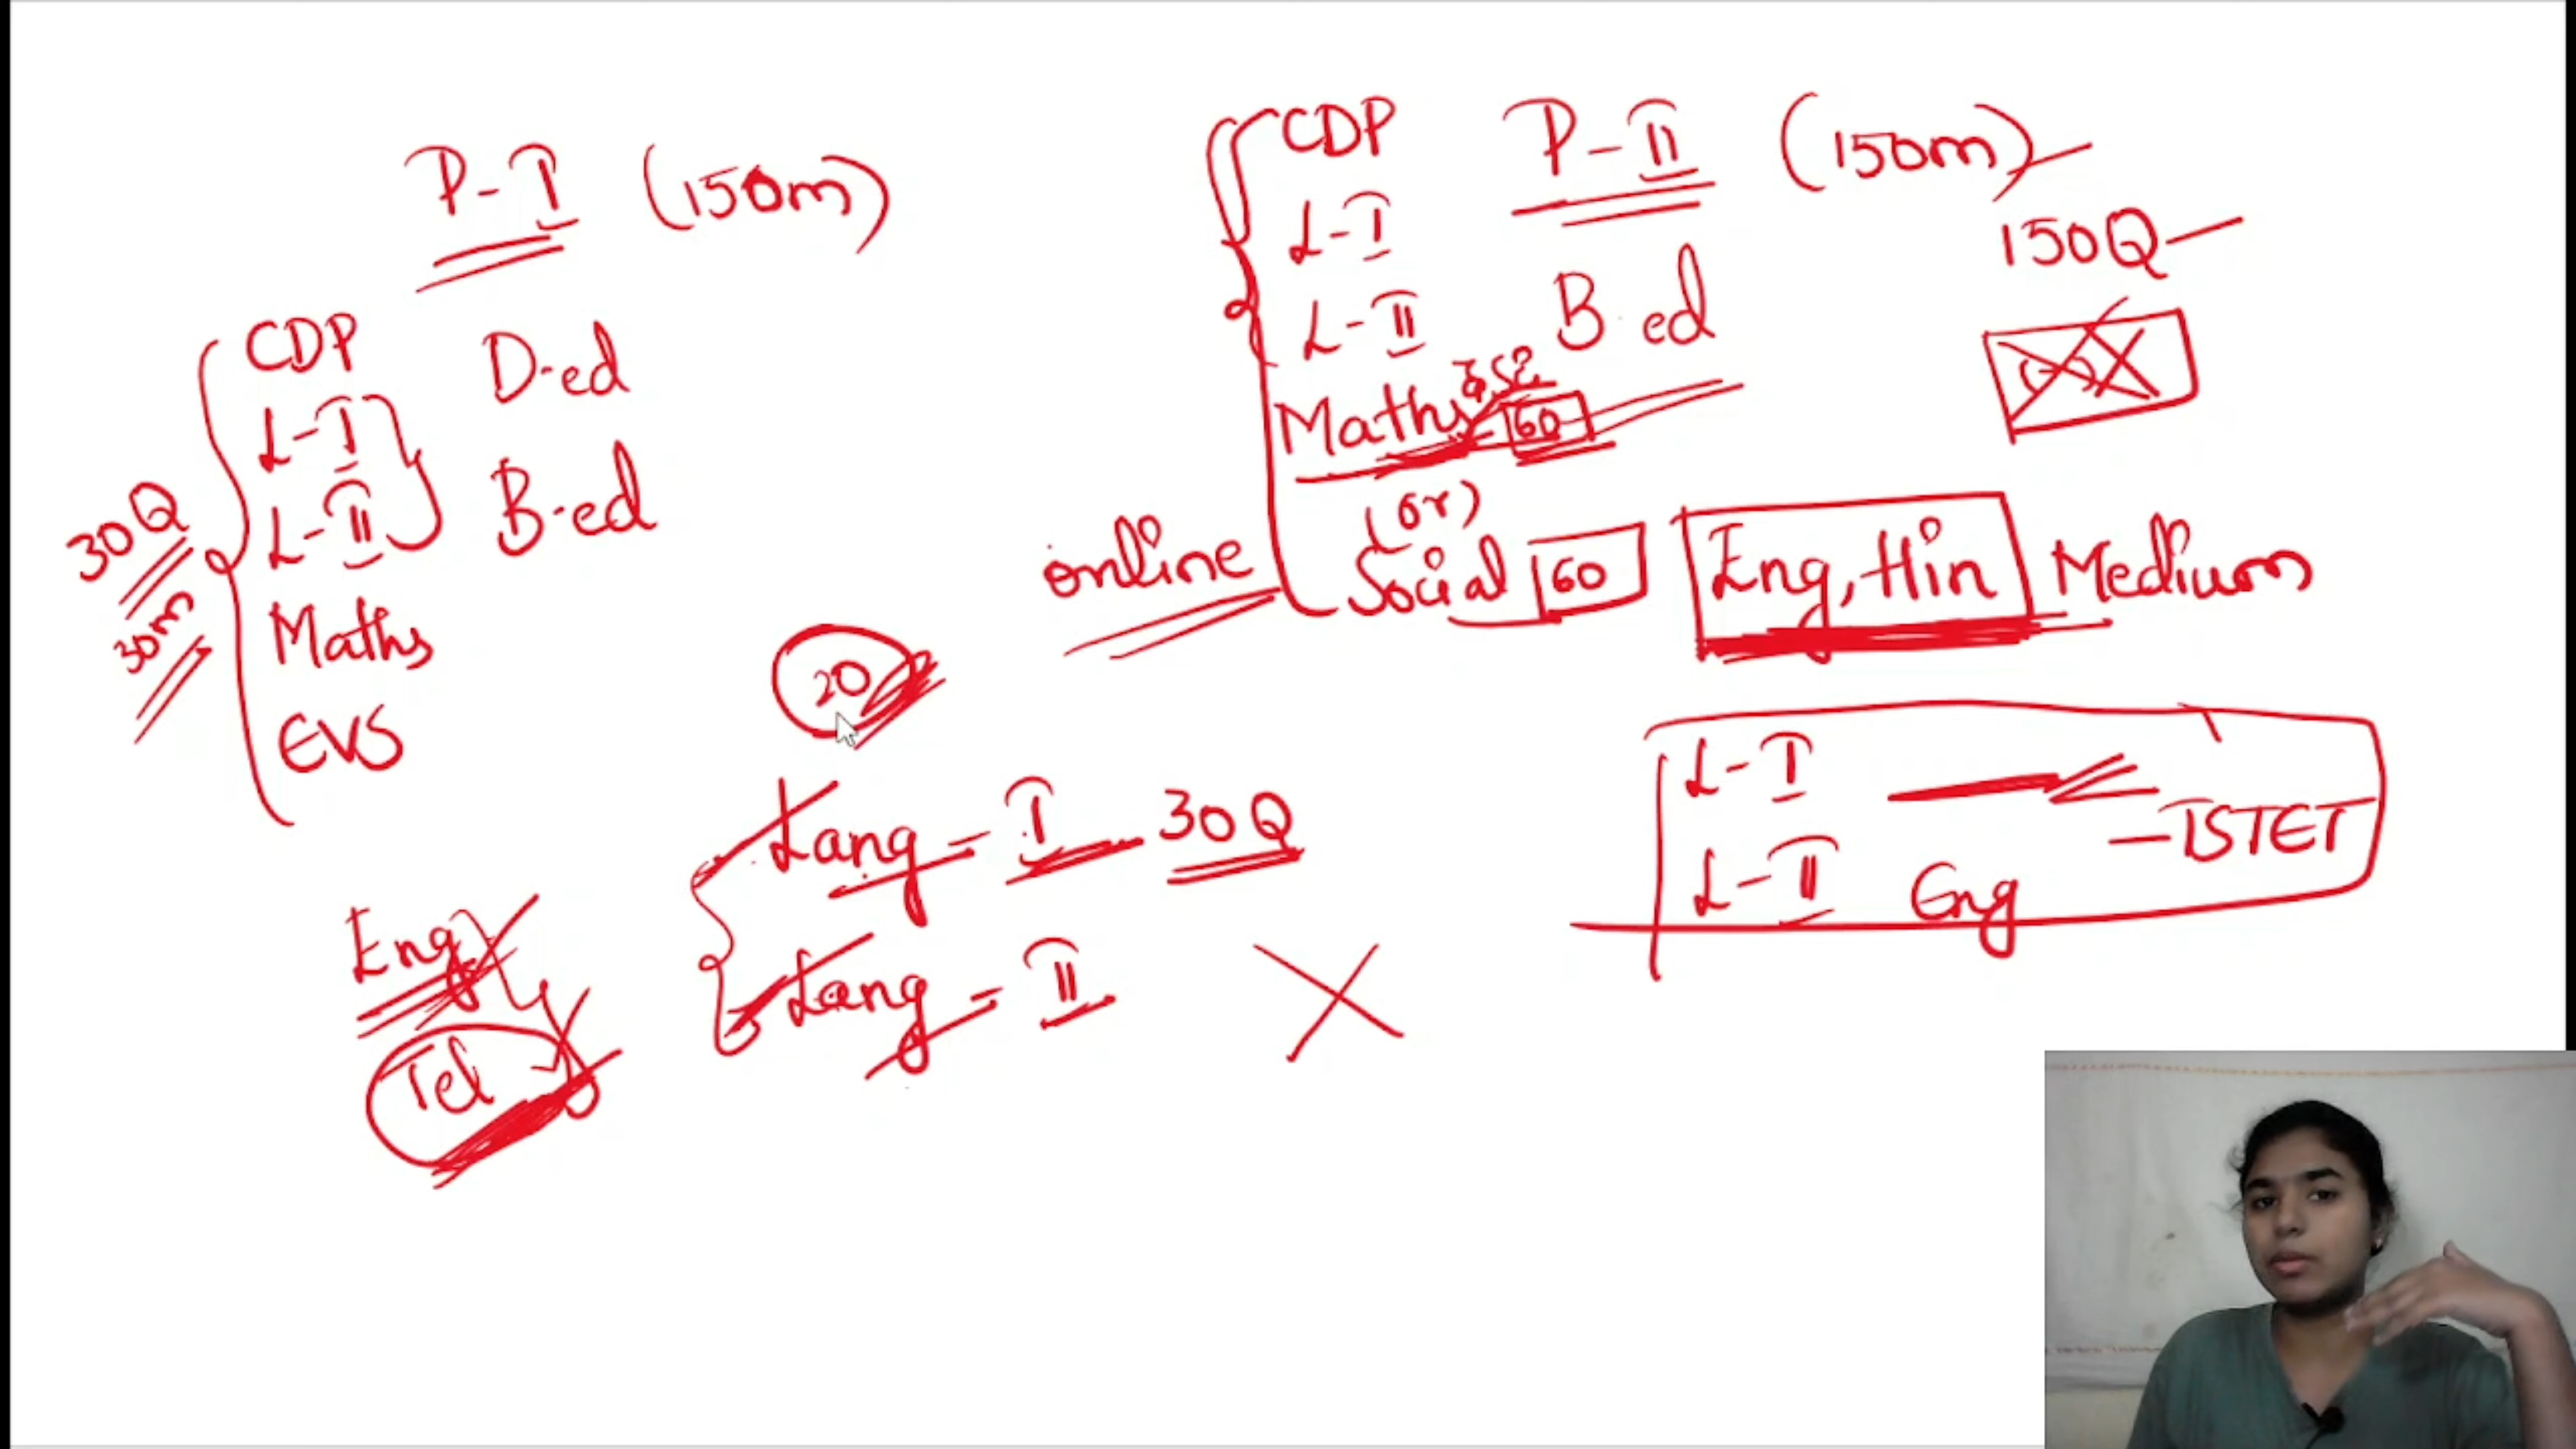 P-I (150m)
CDP D-ed
L-I
L-II B-ed
30Q
30m
Maths
EVS
CDP P-II (150m)
L-I 150Q
L-II B.ed
Maths 60
(or)
Social 60
online
Eng, Hin Medium
20
Lang - I 30Q
Lang - II
Eng
Tel
L-I
L-II Eng
- TSTET